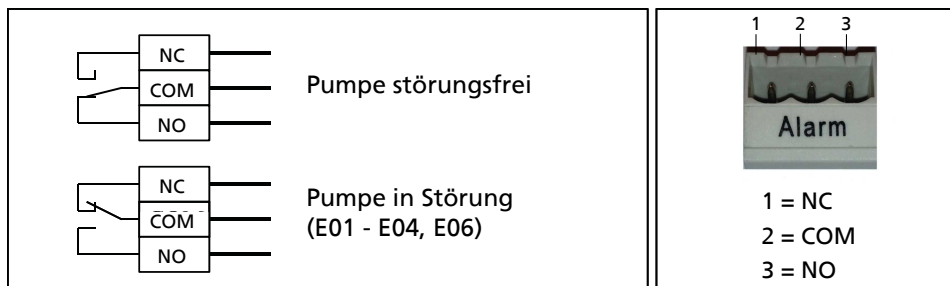 NC
COM
NO
Pumpe störungsfrei
NC
COM
NO
Pumpe in Störung
(E01 - E04, E06)
1 2 3
Alarm
1 = NC
2 = COM
3 = NO